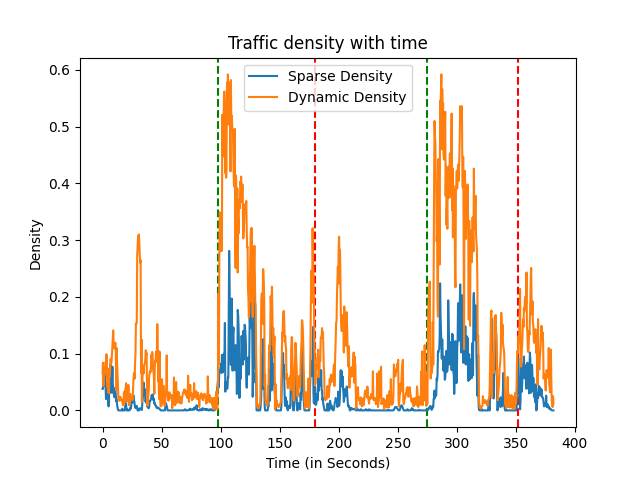 Traffic density with time
Sparse Density
Dynamic Density
Density
0.6
0.5
0.4
0.3
0.2
0.1
0.0
0 50 100 150 200 250 300 350 400
Time (in Seconds)